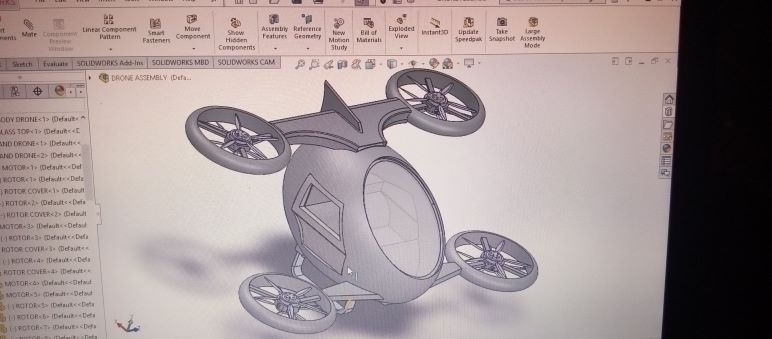 Mate
Component
Preview
Window
Linear Component
Pattern
Smart
Fasteners
Move
Component
Show
Hidden
Components
Assembly
Features
Reference
Geometry
New
Motion
Study
Bill of
Materials
Exploded
View
Instant3D
Update
Speedpak
Take
Snapshot
Large
Assembly
Mode
Sketch
Evaluate
SOLIDWORKS Add-Ins
SOLIDWORKS MBD
SOLIDWORKS CAM
DRONE ASSEMBLY (Defa...
ODY DRONE<1> (Default<
LASS TOP<1> (Default<<D
AND DRONE<1> (Default<<
AND DRONE<2> (Default<<
MOTOR<1> (Default<<Def
ROTOR<1> (Default<<Defa
ROTOR COVER<1> (Default
ROTOR<2> (Default<<Defa
ROTOR COVER<2> (Default
MOTOR<3> (Default<<Defaul
(-) ROTOR<3> (Default<<Defa
ROTOR COVER<3> (Default<<
(-) ROTOR<4> (Default<<Defa
ROTOR COVER<4> (Default<<
MOTOR<4> (Default<<Defaul
MOTOR<5> (Default<<Defaul
(-) ROTOR<5> (Default<<Defa
(-) ROTOR<6> (Default<<Defa
(-) ROTOR<7> (Default<<Defa